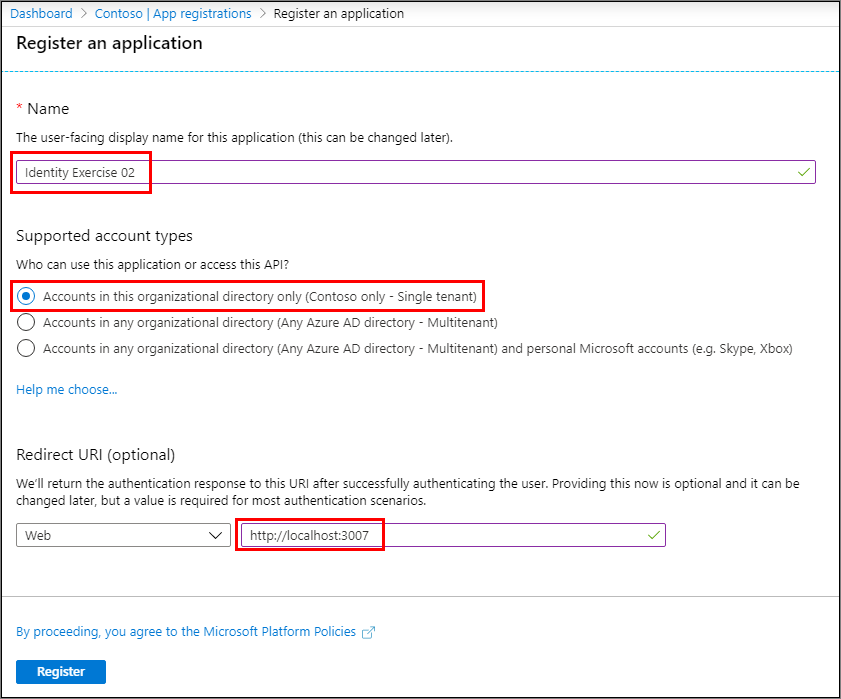 Dashboard > Contoso | App registrations > Register an application
Register an application
* Name
The user-facing display name for this application (this can be changed later).
Identity Exercise 02
Supported account types
Who can use this application or access this API?
Accounts in this organizational directory only (Contoso only - Single tenant)
Accounts in any organizational directory (Any Azure AD directory - Multitenant)
Accounts in any organizational directory (Any Azure AD directory - Multitenant) and personal Microsoft accounts (e.g. Skype, Xbox)
Help me choose...
Redirect URI (optional)
We'll return the authentication response to this URI after successfully authenticating the user. Providing this now is optional and it can be
changed later, but a value is required for most authentication scenarios.
Web http://localhost:3007
By proceeding, you agree to the Microsoft Platform Policies
Register